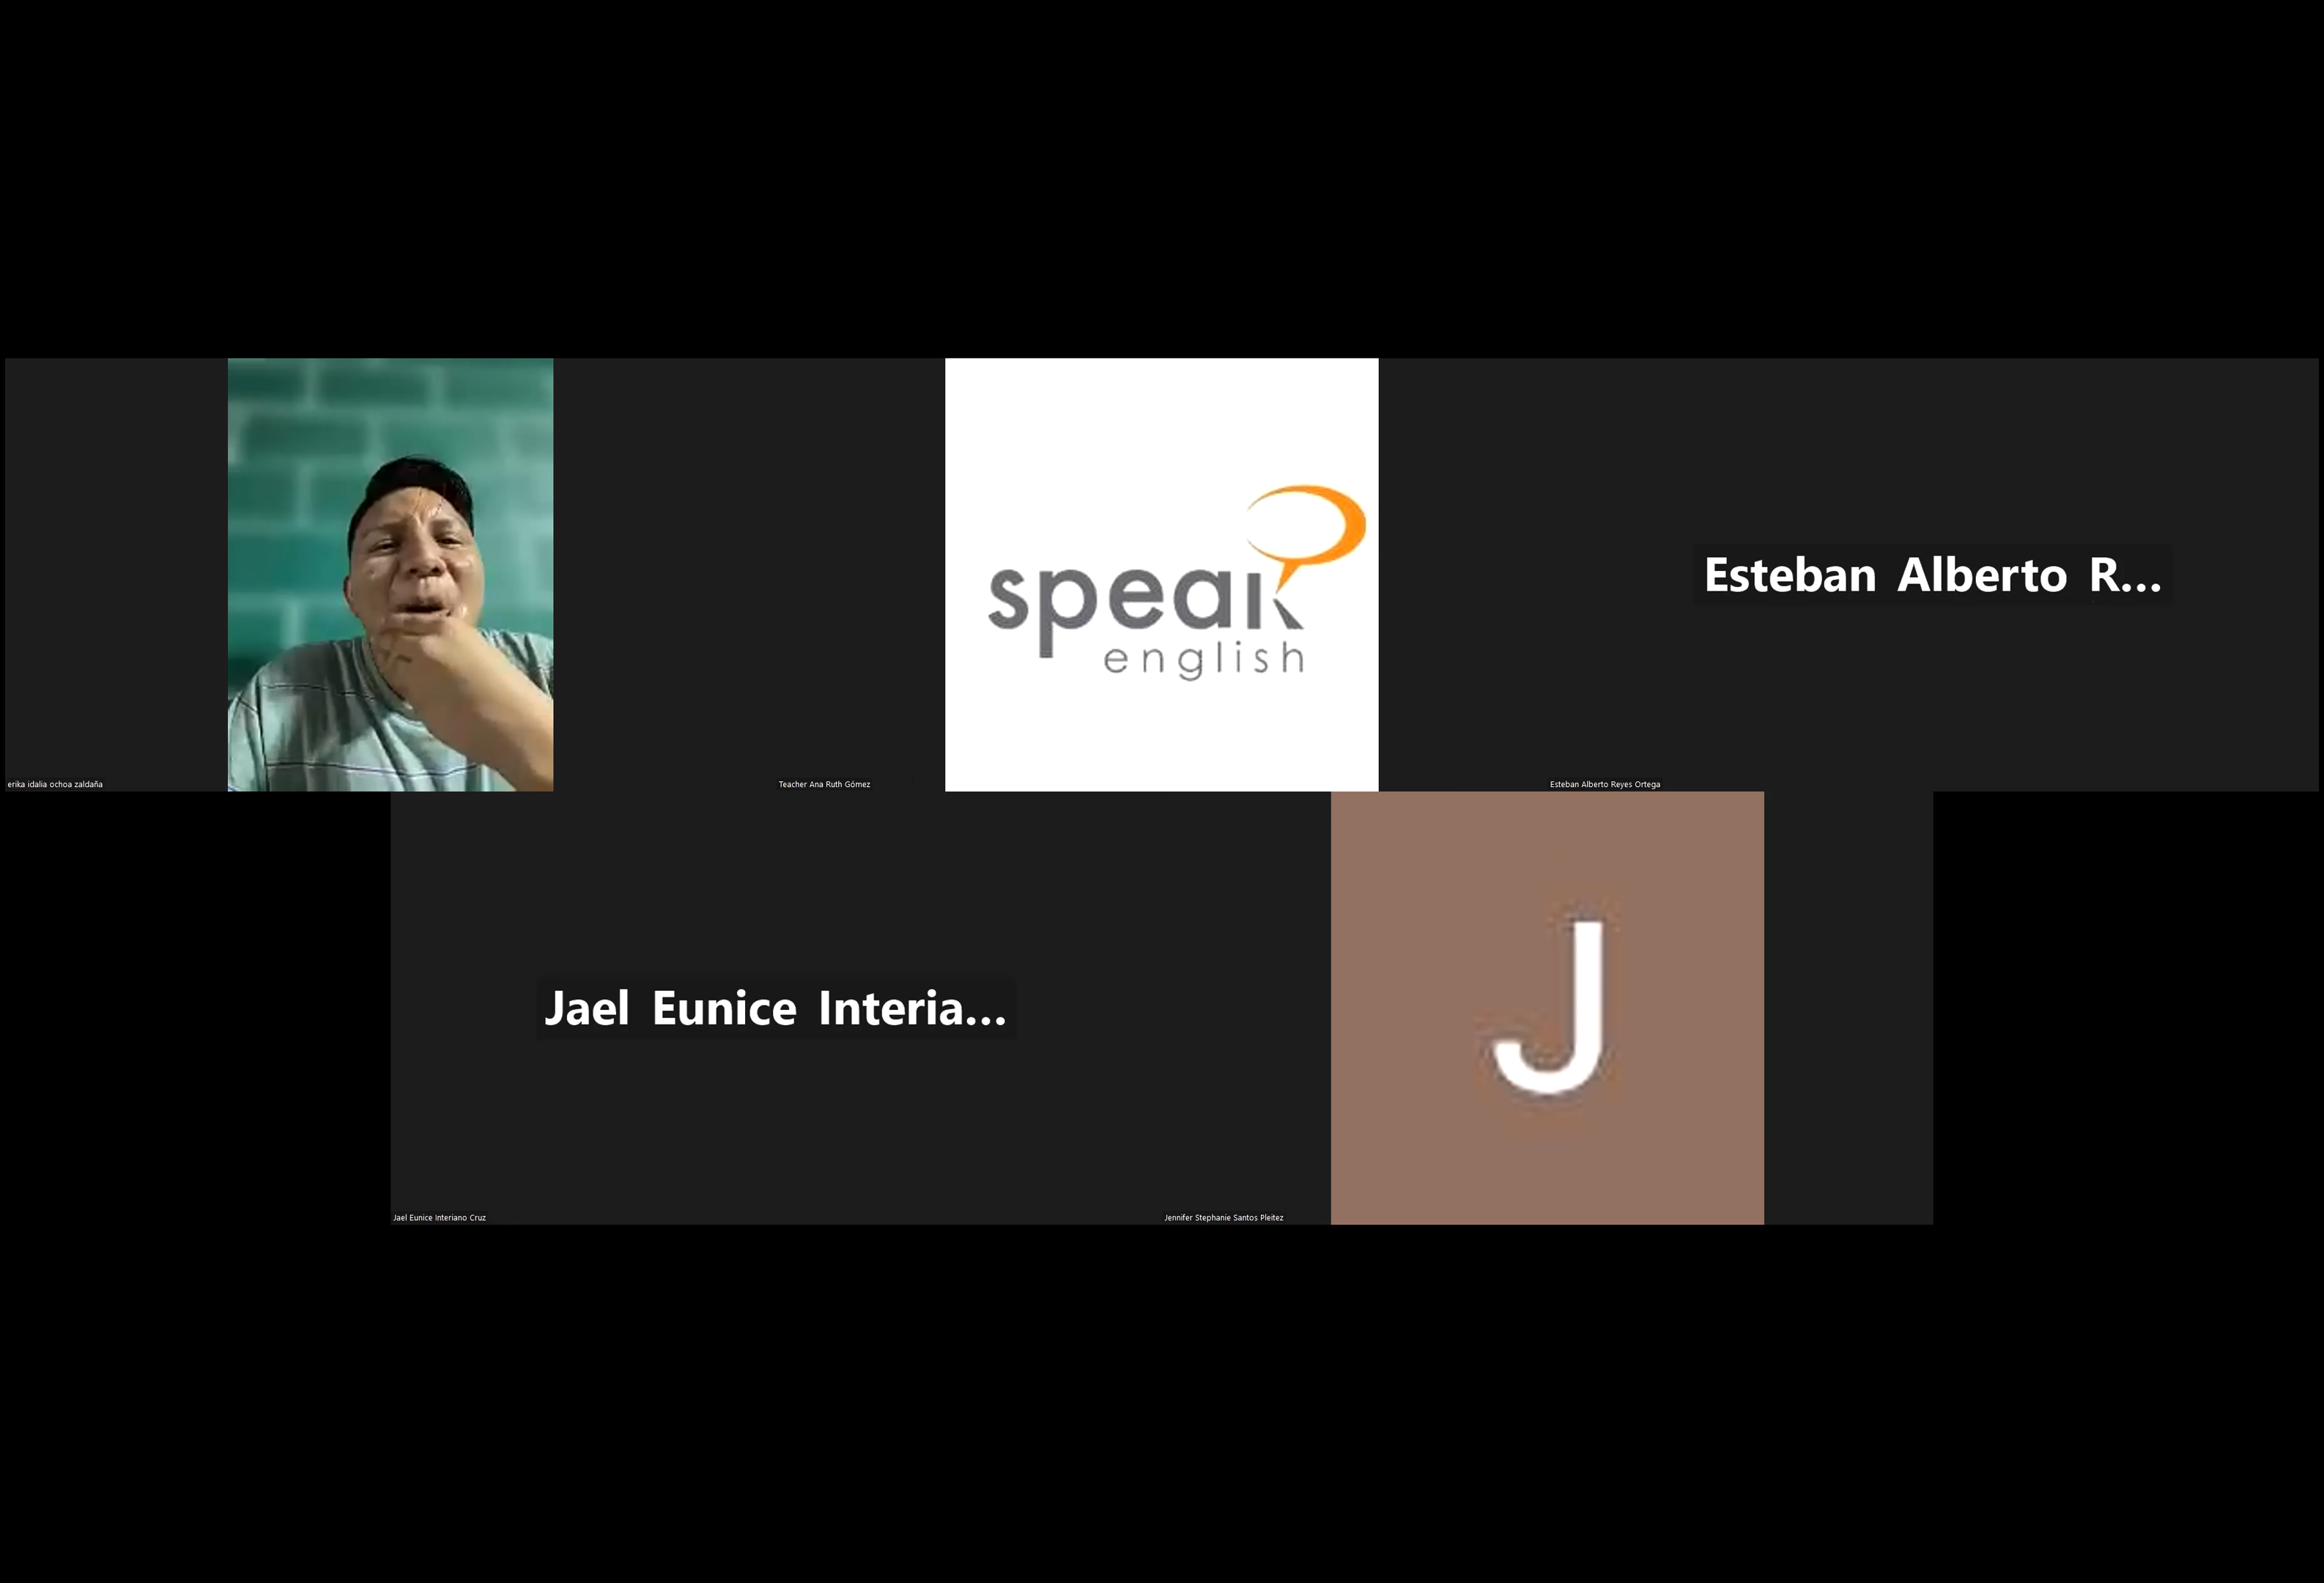 speak
english
Esteban Alberto R...
erika idalia ochoa zaldaña
Teacher Ana Ruth Gómez
Esteban Alberto Reyes Ortega
Jael Eunice Interia...
J
Jael Eunice Interiano Cruz
Jennifer Stephanie Santos Pleitez